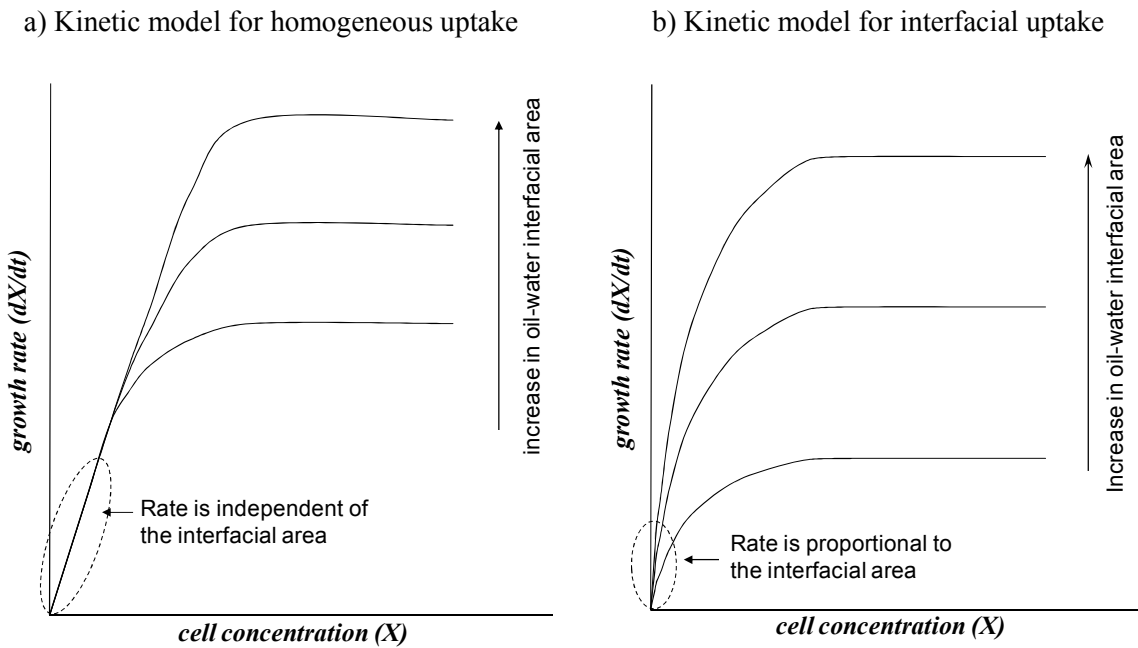 a) Kinetic model for homogeneous uptake
growth rate (dX/dt)
increase in oil-water interfacial area
Rate is independent of
the interfacial area
cell concentration (X)
b) Kinetic model for interfacial uptake
growth rate (dX/dt)
Increase in oil-water interfacial area
Rate is proportional to
the interfacial area
cell concentration (X)